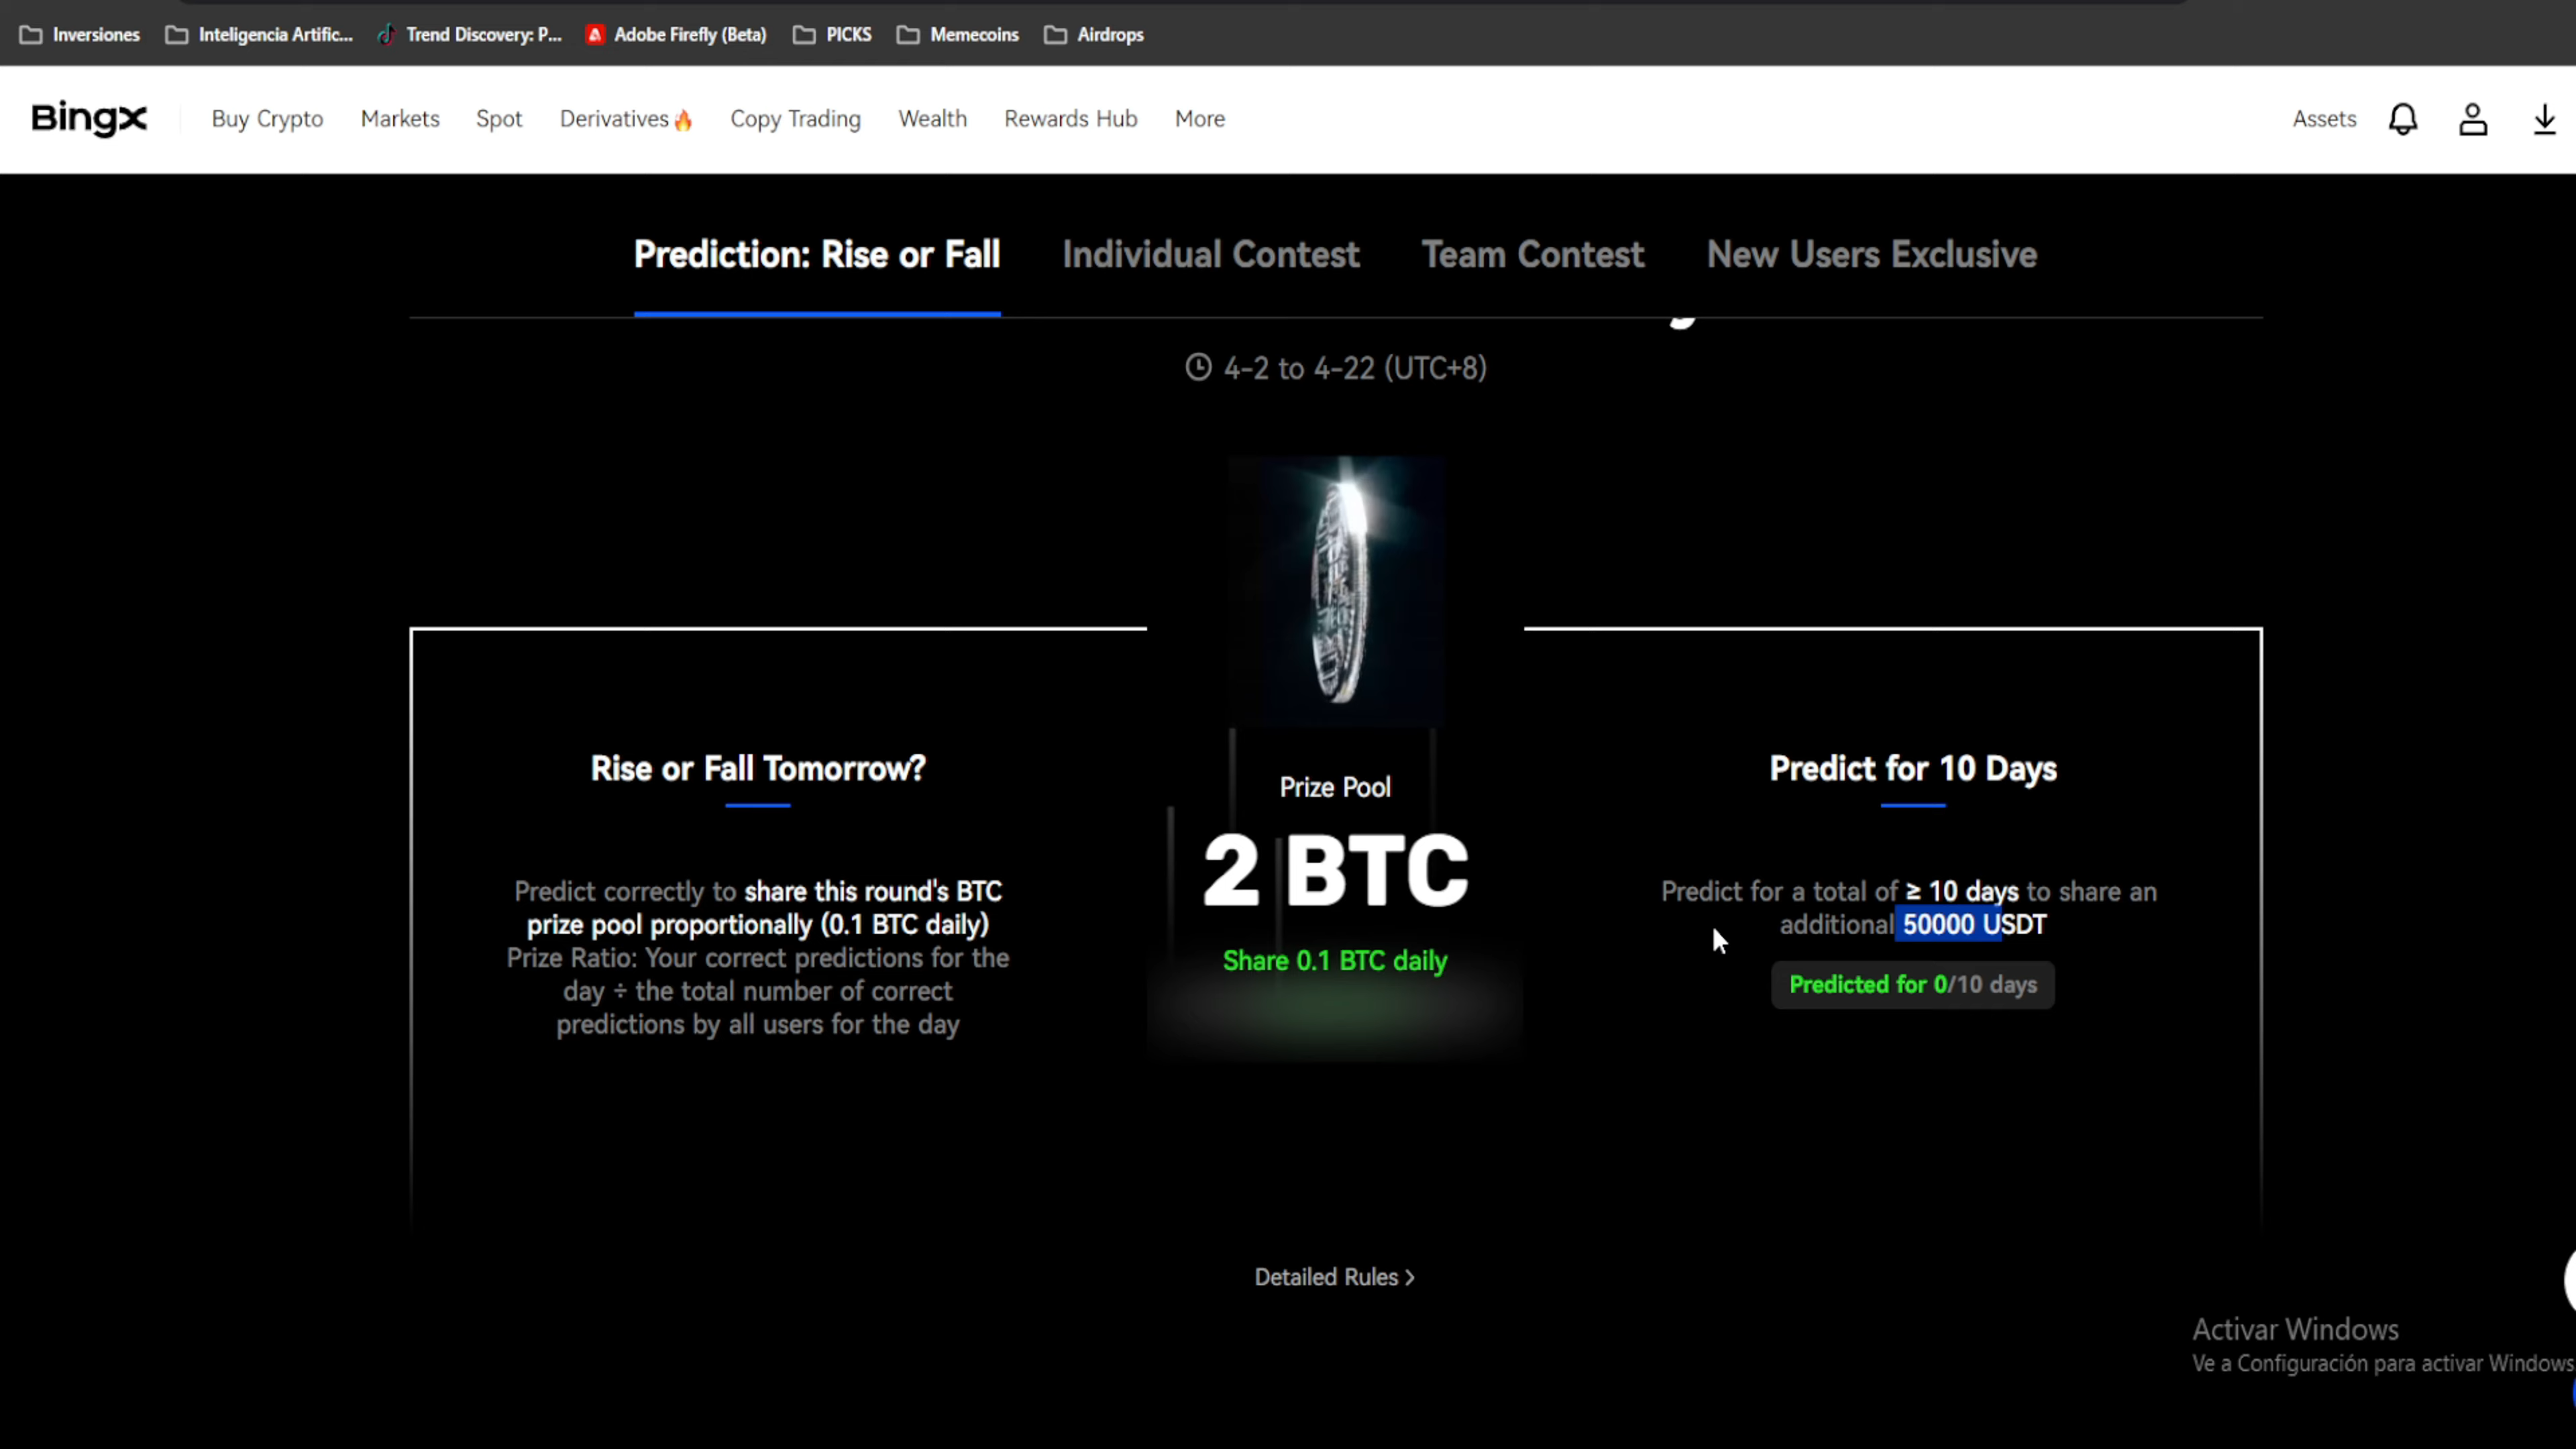 Inversiones Inteligencia Artific... Trend Discovery: P... Adobe Firefly (Beta) PICKS Memecoins Airdrops
BingX Buy Crypto Markets Spot Derivatives🔥 Copy Trading Wealth Rewards Hub More Assets
Prediction: Rise or Fall Individual Contest Team Contest New Users Exclusive
4-2 to 4-22 (UTC+8)
Rise or Fall Tomorrow?
Predict correctly to share this round's BTC
prize pool proportionally (0.1 BTC daily)
Prize Ratio: Your correct predictions for the
day ÷ the total number of correct
predictions by all users for the day
Prize Pool
2 BTC
Share 0.1 BTC daily
Predict for 10 Days
Predict for a total of ≥ 10 days to share an
additional 50000 USDT
Predicted for 0/10 days
Detailed Rules >
Activar Windows
Ve a Configuración para activar Windows